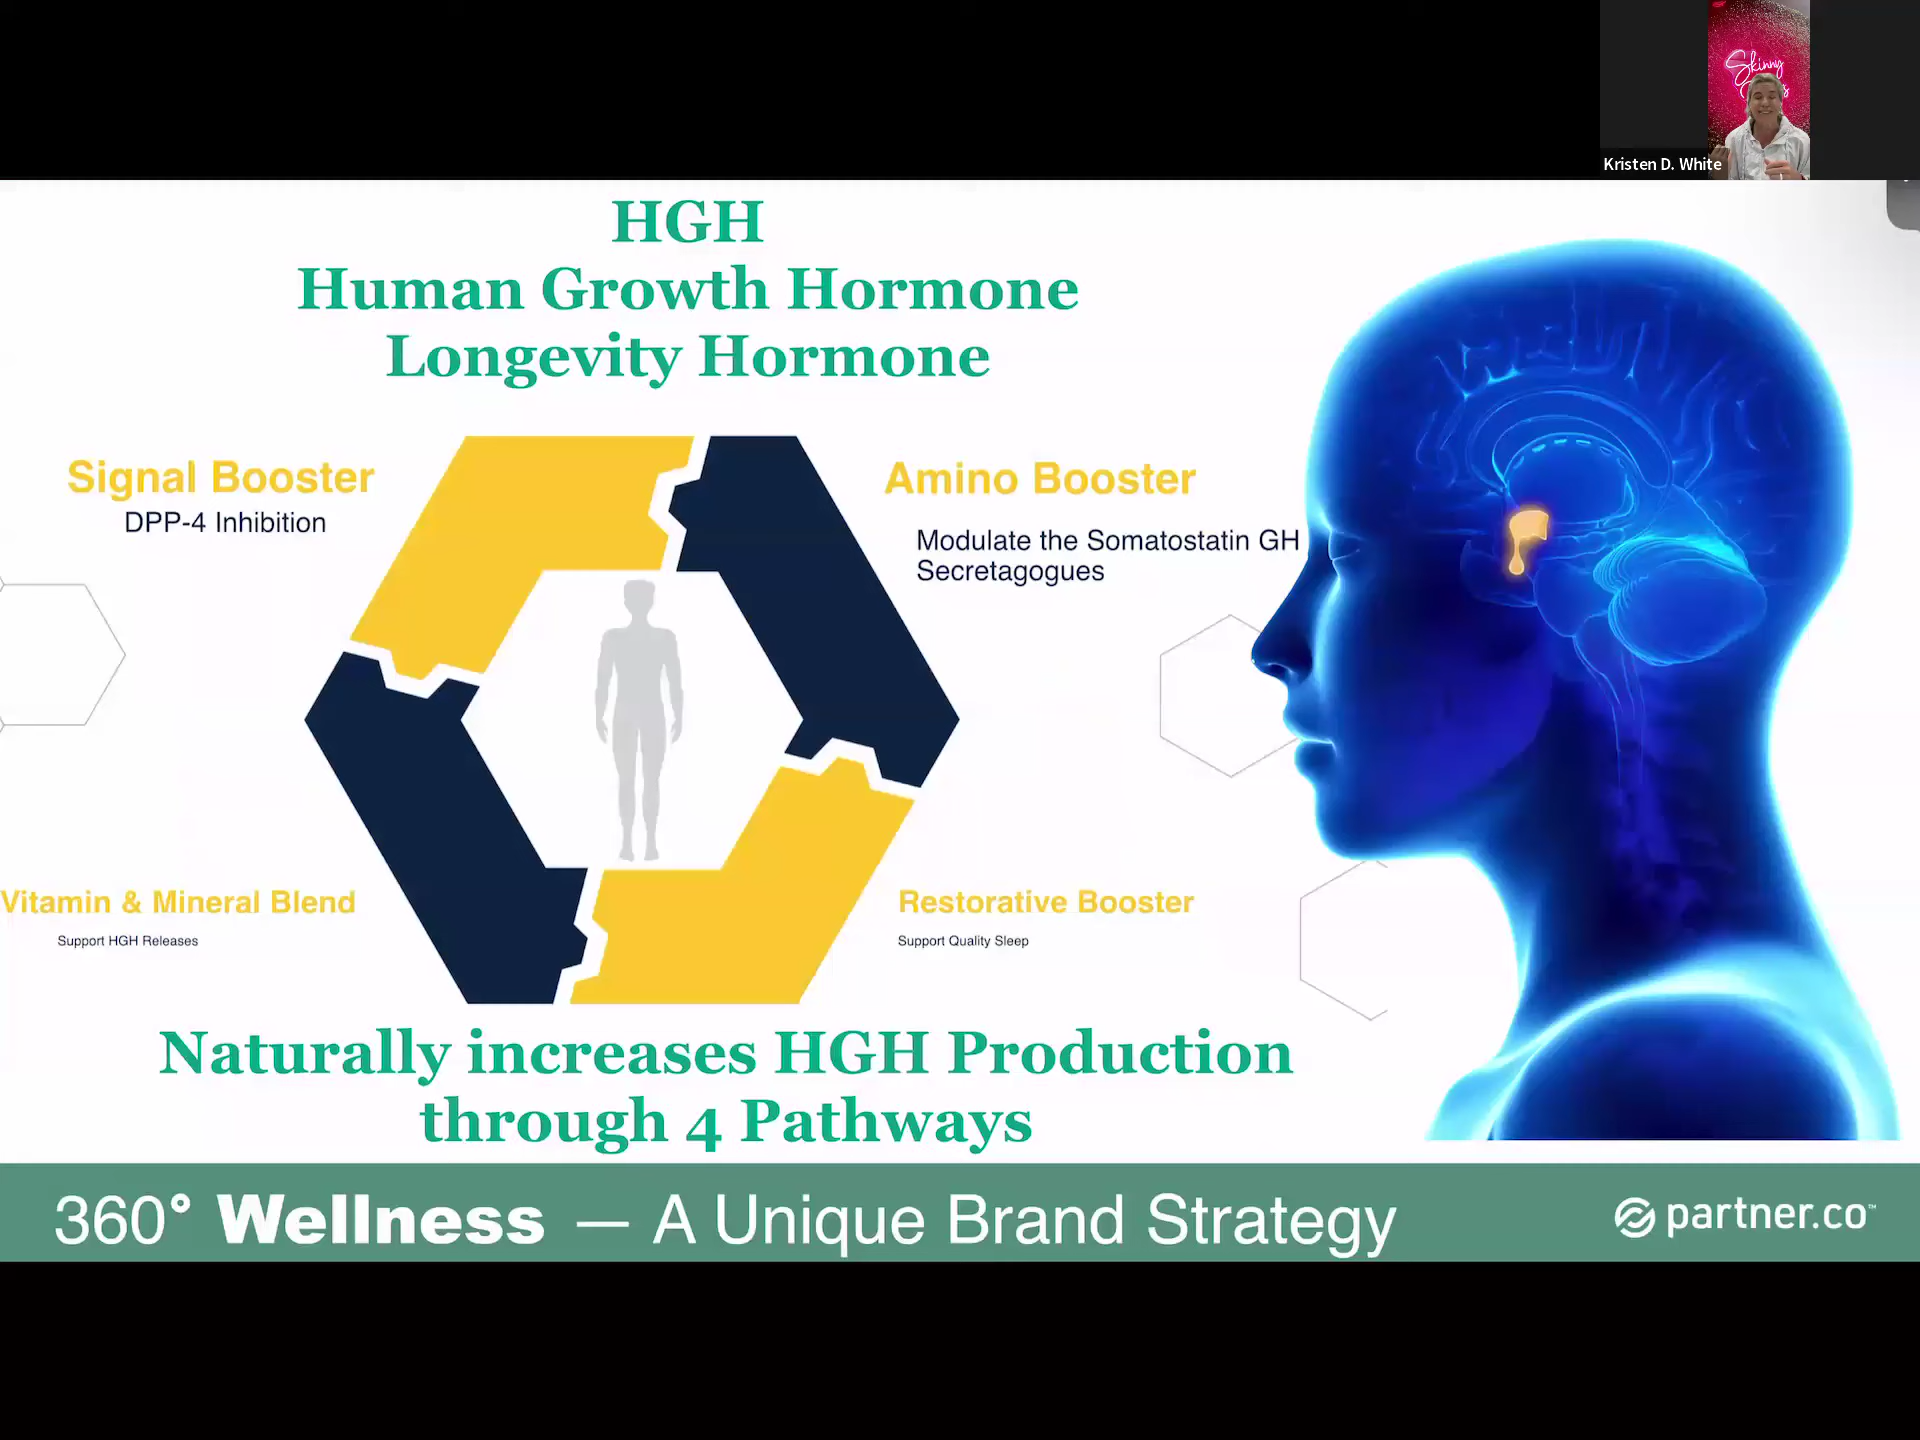 Skinny
Kristen D. White
HGH
Human Growth Hormone
Longevity Hormone
Signal Booster
DPP-4 Inhibition
Amino Booster
Modulate the Somatostatin GH
Secretagogues
Vitamin & Mineral Blend
Support HGH Releases
Restorative Booster
Support Quality Sleep
Naturally increases HGH Production
through 4 Pathways
360° Wellness — A Unique Brand Strategy
partner.co™